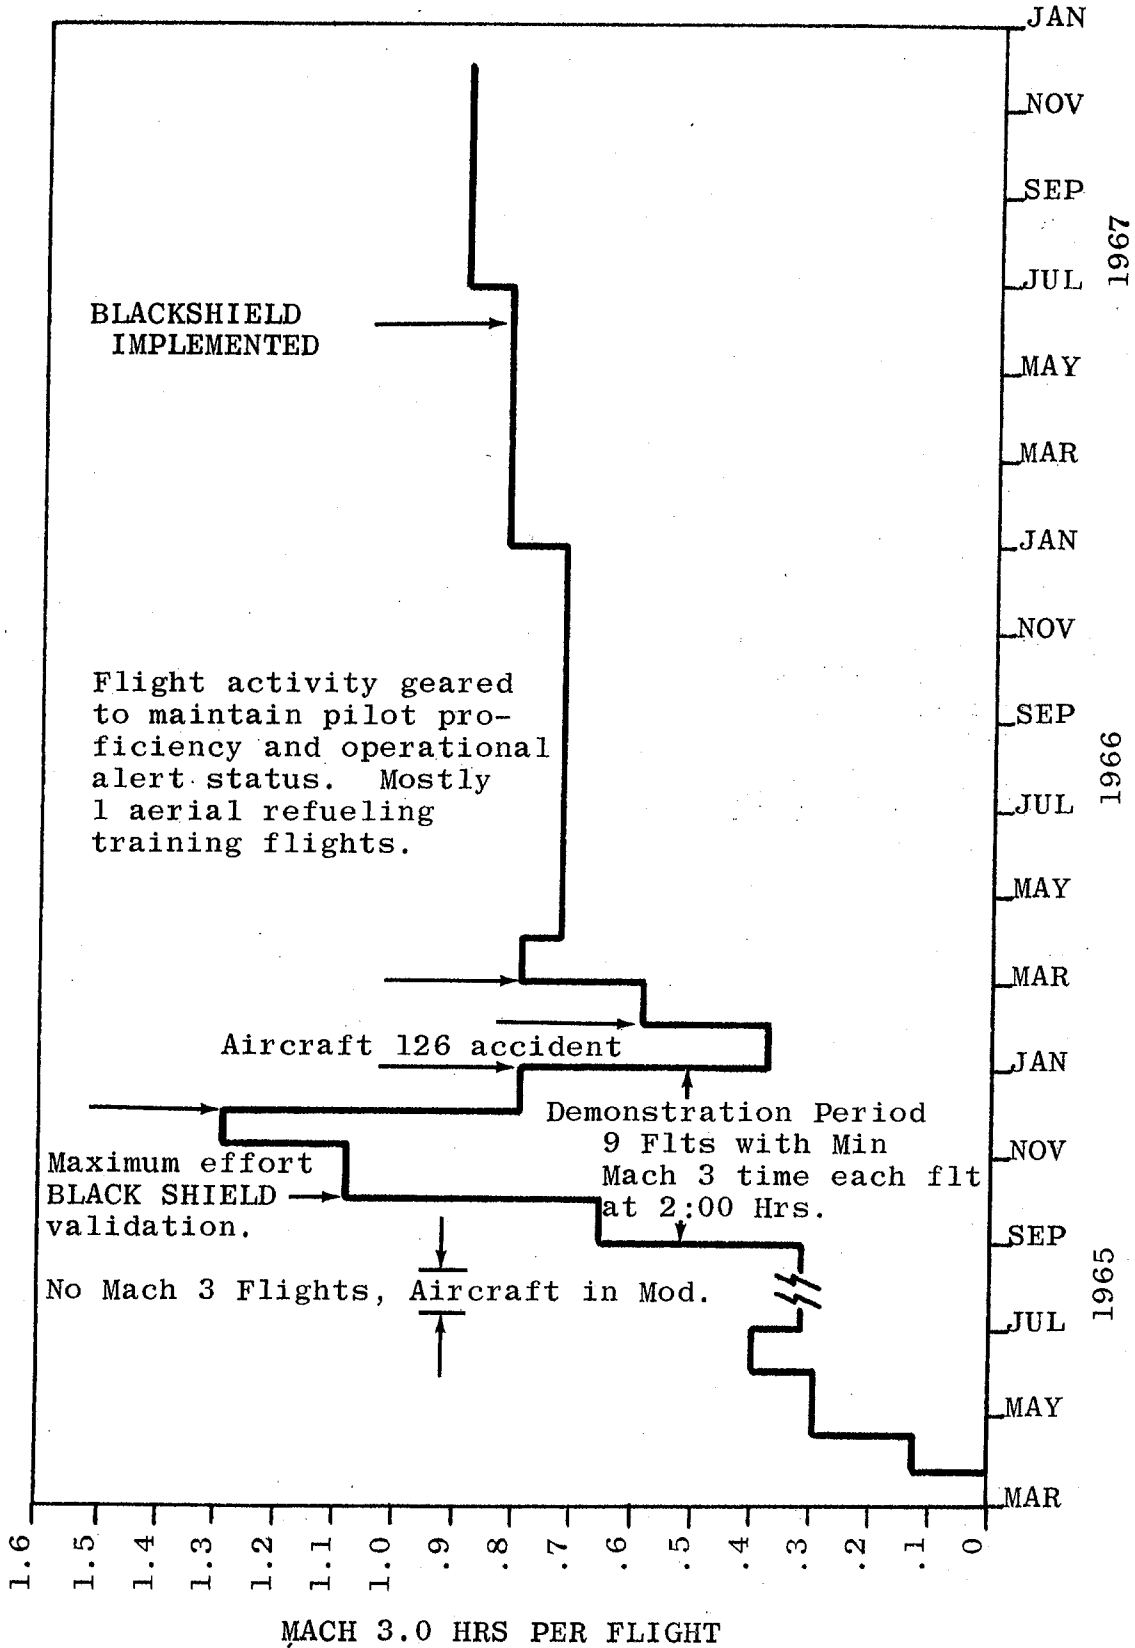 JAN
NOV
SEP
JUL
MAY
MAR
JAN
NOV
SEP
JUL
MAY
MAR
JAN
NOV
SEP
JUL
MAY
MAR
1967
1966
1965
BLACKSHIELD
IMPLEMENTED
Flight activity geared
to maintain pilot pro-
ficiency and operational
alert status. Mostly
1 aerial refueling
training flights.
Aircraft 126 accident
Demonstration Period
9 Flts with Min
Mach 3 time each flt
at 2:00 Hrs.
Maximum effort
BLACK SHIELD
validation.
No Mach 3 Flights, Aircraft in Mod.
1.6 1.5 1.4 1.3 1.2 1.1 1.0 .9 .8 .7 .6 .5 .4 .3 .2 .1 0
MACH 3.0 HRS PER FLIGHT